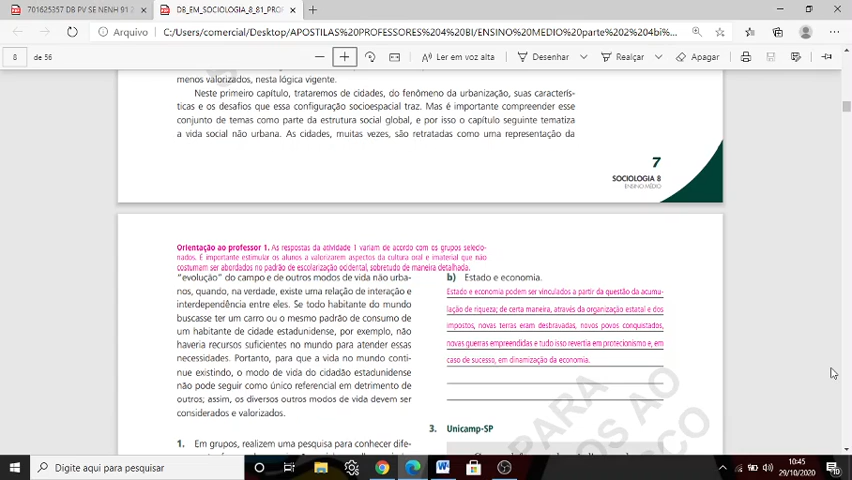 701625357 DB PV SE NENH 91 2
DB_EM_SOCIOLOGIA_8_81_PROF
Arquivo
C:/Users/comercial/Desktop/APOSTILAS%20PROFESSORES%204%20BI/ENSINO%20MEDIO%20parte%202%204bi%...
8 de 56
Ler em voz alta
Desenhar
Realçar
Apagar
menos valorizados, nesta lógica vigente.
Neste primeiro capítulo, trataremos de cidades, do fenômeno da urbanização, suas caracterís-
ticas e os desafios que essa configuração socioespacial traz. Mas é importante compreender esse
conjunto de temas como parte da estrutura social global, e por isso o capítulo seguinte tematiza
a vida social não urbana. As cidades, muitas vezes, são retratadas como uma representação da
7
SOCIOLOGIA 8
ENSINO MÉDIO
Orientação ao professor 1. As respostas da atividade 1 variam de acordo com os grupos selecio-
nados. É importante estimular os alunos a valorizarem aspectos da cultura oral e imaterial que não
costumam ser abordados no padrão de escolarização ocidental, sobretudo de maneira detalhada.
"evolução" do campo e de outros modos de vida não urba-
nos, quando, na verdade, existe uma relação de interação e
interdependência entre eles. Se todo habitante do mundo
buscasse ter um carro ou o mesmo padrão de consumo de
um habitante de cidade estadunidense, por exemplo, não
haveria recursos suficientes no mundo para atender essas
necessidades. Portanto, para que a vida no mundo conti-
nue existindo, o modo de vida do cidadão estadunidense
não pode seguir como único referencial em detrimento de
outros; assim, os diversos outros modos de vida devem ser
considerados e valorizados.
1. Em grupos, realizem uma pesquisa para conhecer dife-
b) Estado e economia.
Estado e economia podem ser vinculados a partir da questão da acumu-
lação de riqueza; de certa maneira, através da organização estatal e dos
impostos, novas terras eram desbravadas, novos povos conquistados,
novas guerras empreendidas e tudo isso revertia em protecionismo e, em
caso de sucesso, em dinamização da economia.
3. Unicamp-SP
PARA
OS AO
CO
Digite aqui para pesquisar
10:45
29/10/2020